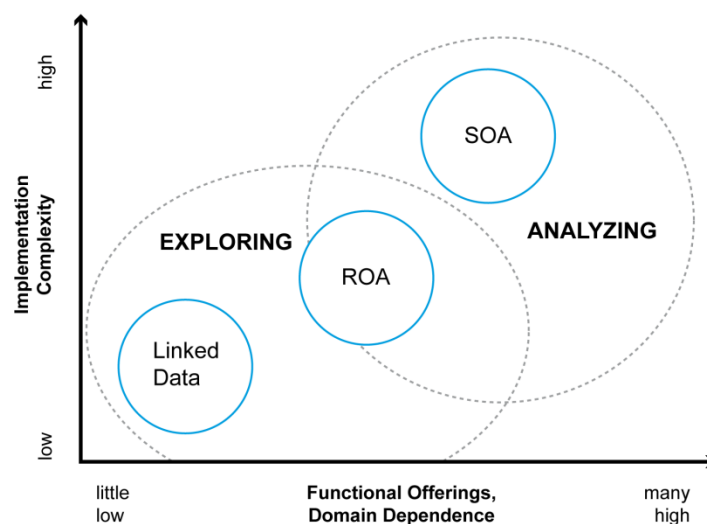 high
Implementation
Complexity
low
SOA
EXPLORING
ANALYZING
ROA
Linked
Data
little
low
Functional Offerings,
Domain Dependence
many
high